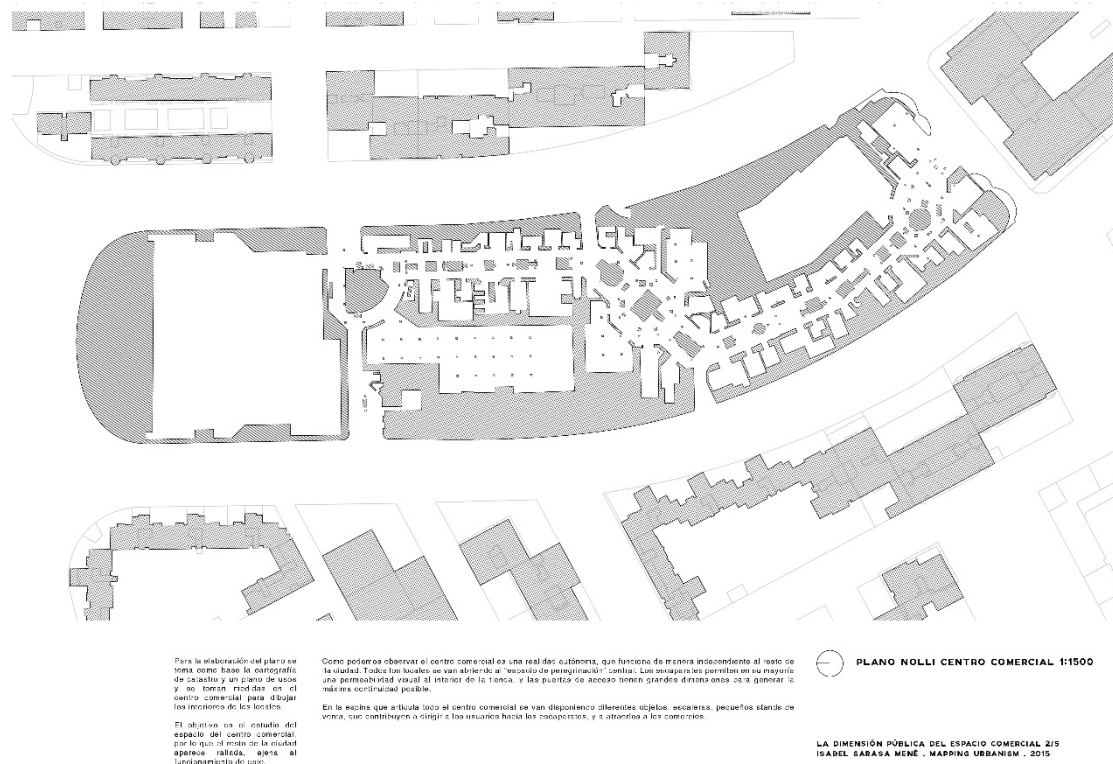 Para la elaboración del plano se
toma como base la cartografía
de catastro y un plano de usos
y se toman medidas en el
centro comercial para dibujar
los interiores de los locales.
El objetivo es el estudio del
espacio del centro comercial,
por lo que el resto de la ciudad
aparece rallada, ajena al
funcionamiento de este.
Como podemos observar el centro comercial es una realidad autónoma, que funciona de manera independiente al resto de
la ciudad. Todos los locales se van abriendo al "espacio de peregrinación" central. Los escaparates permiten en su mayoría
una permeabilidad visual al interior de la tienda, y las puertas de acceso tienen grandes dimensiones para generar la
máxima continuidad posible.
En la espina que articula todo el centro comercial se van disponiendo diferentes objetos, escaleras, pequeños stands de
venta, que contribuyen a dirigir a los usuarios hacia los escaparates, y a atraerlos a los comercios.
PLANO NOLLI CENTRO COMERCIAL 1:1500
LA DIMENSIÓN PÚBLICA DEL ESPACIO COMERCIAL 2/5
ISABEL SARASA MENÉ . MAPPING URBANISM . 2015